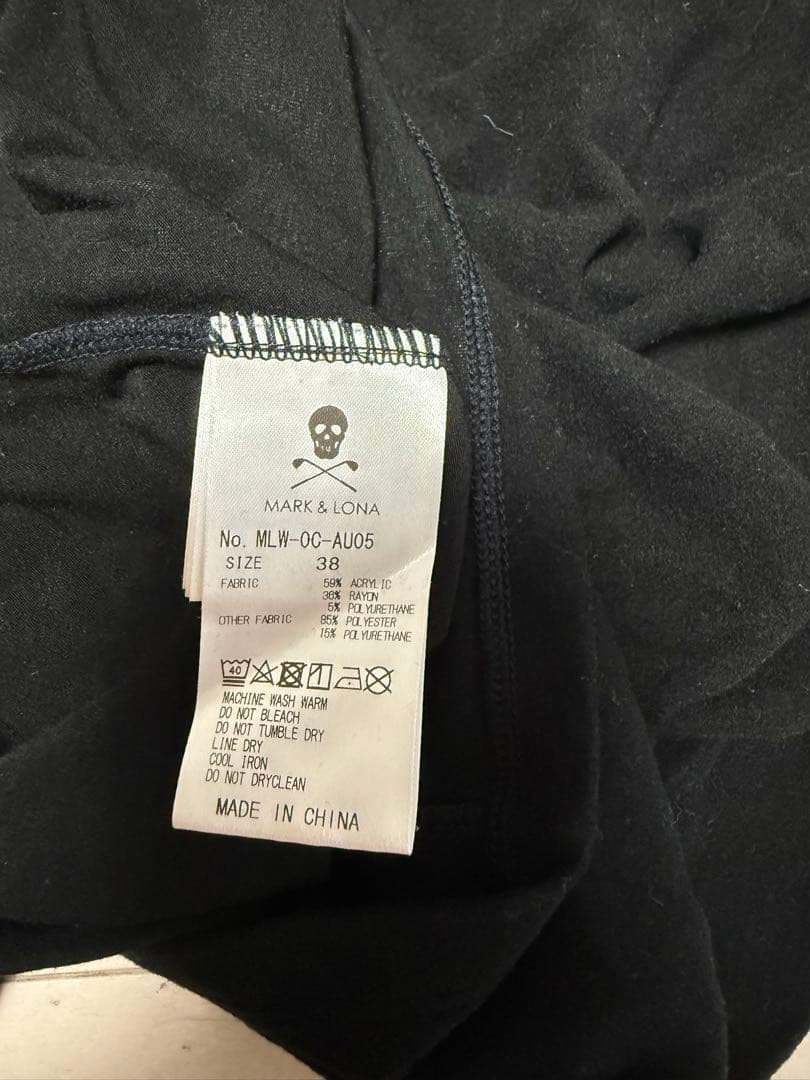 MARK & LONA
No. MLW-OC-AU05
SIZE 38
FABRIC 59% ACRYLIC
36% RAYON
5% POLYURETHANE
OTHER FABRIC 85% POLYESTER
15% POLYURETHANE
40
MACHINE WASH WARM
DO NOT BLEACH
DO NOT TUMBLE DRY
LINE DRY
COOL IRON
DO NOT DRYCLEAN
MADE IN CHINA